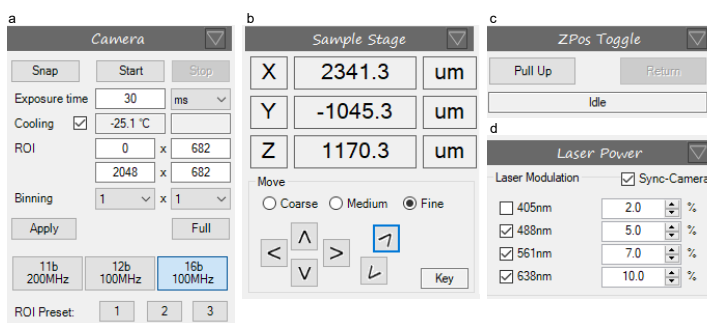 a
Camera
Snap Start Stop
Exposure time 30 ms
Cooling -25.1 °C
ROI 0 x 682
2048 x 682
Binning 1 x 1
Apply Full
11b 200MHz
12b 100MHz
16b 100MHz
ROI Preset: 1 2 3
b
Sample Stage
X 2341.3 um
Y -1045.3 um
Z 1170.3 um
Move
Coarse Medium Fine
Key
c
ZPos Toggle
Pull Up Return
Idle
d
Laser Power
Laser Modulation Sync-Camera
405nm 2.0 %
488nm 5.0 %
561nm 7.0 %
638nm 10.0 %